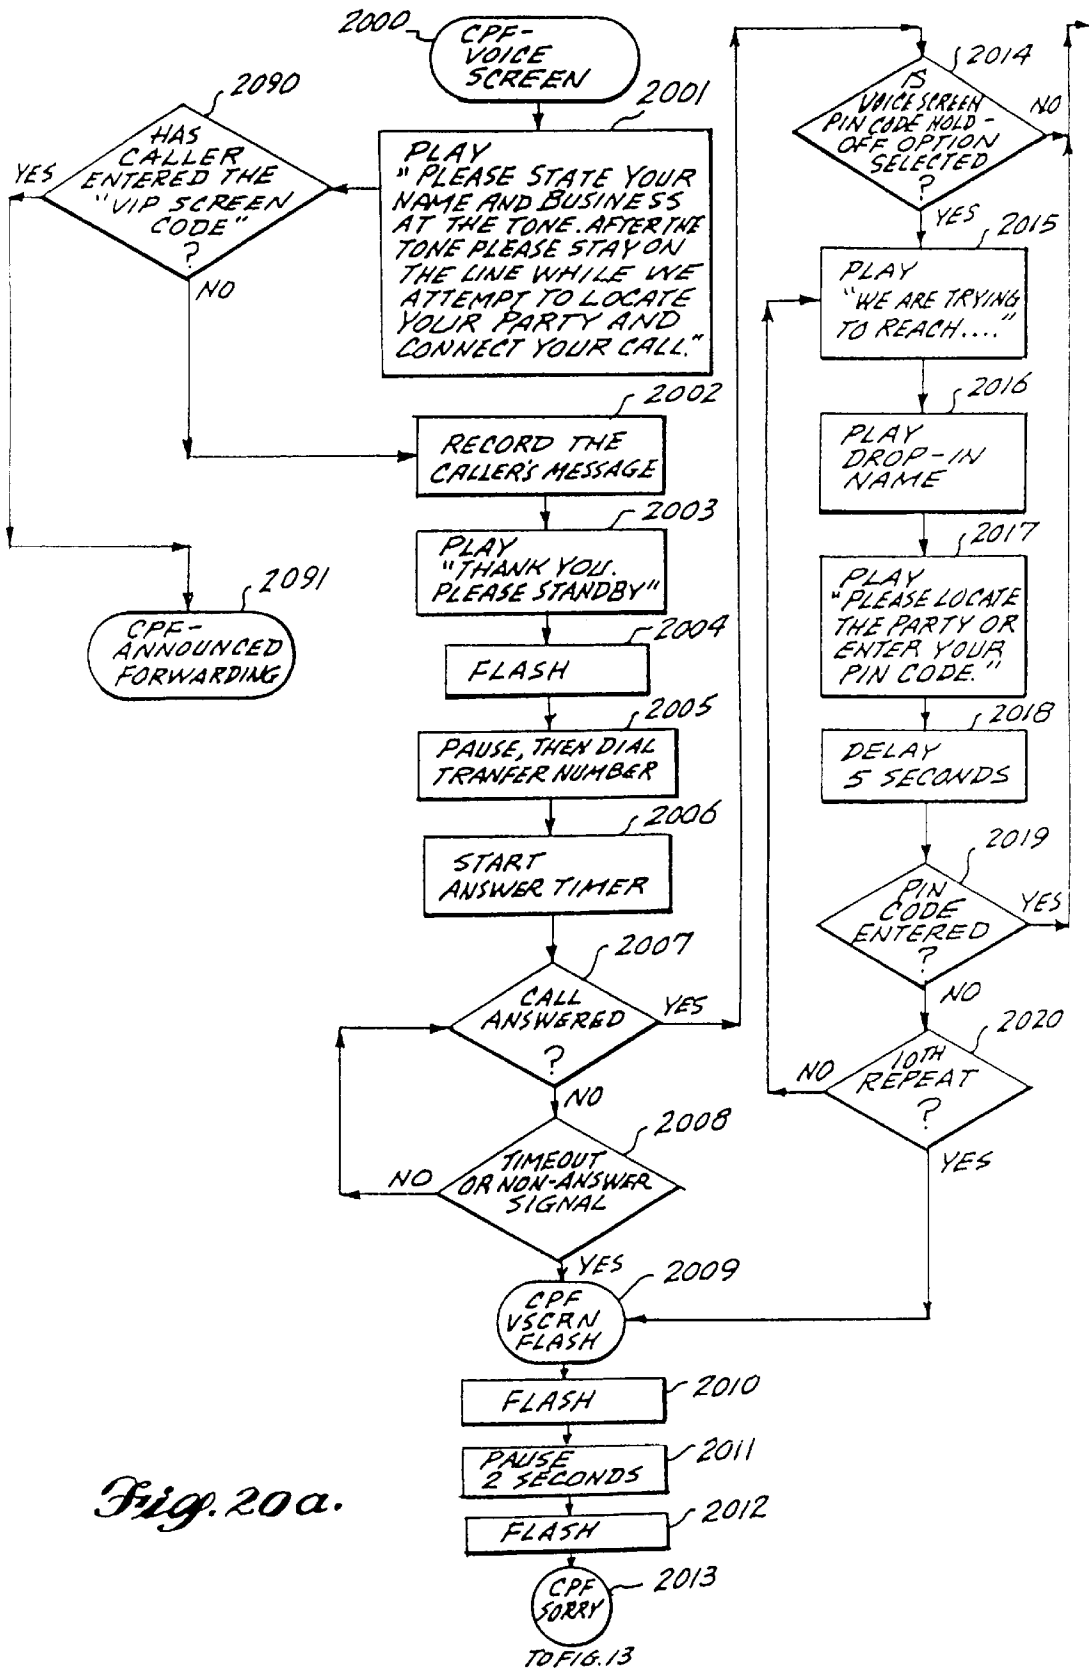 2000
CPF-
VOICE
SCREEN
2090
HAS
CALLER
ENTERED THE
"VIP SCREEN
CODE"
?
YES
NO
2001
PLAY
"PLEASE STATE YOUR
NAME AND BUSINESS
AT THE TONE. AFTER THE
TONE PLEASE STAY ON
THE LINE WHILE WE
ATTEMPT TO LOCATE
YOUR PARTY AND
CONNECT YOUR CALL."
2002
RECORD THE
CALLER'S MESSAGE
2003
PLAY
"THANK YOU.
PLEASE STANDBY"
2091
CPF-
ANNOUNCED
FORWARDING
2004
FLASH
2005
PAUSE, THEN DIAL
TRANFER NUMBER
2006
START
ANSWER TIMER
2007
CALL
ANSWERED
?
YES
NO
2008
TIMEOUT
OR NON-ANSWER
SIGNAL
NO
YES
2009
CPF
VSCRN
FLASH
2010
FLASH
2011
PAUSE
2 SECONDS
2012
FLASH
2013
CPF
SORRY
TO FIG. 13
2014
IS
VOICE SCREEN
PIN CODE HOLD-
OFF OPTION
SELECTED
?
NO
YES
2015
PLAY
"WE ARE TRYING
TO REACH...."
2016
PLAY
DROP-IN
NAME
2017
PLAY
"PLEASE LOCATE
THE PARTY OR
ENTER YOUR
PIN CODE."
2018
DELAY
5 SECONDS
2019
PIN
CODE
ENTERED
?
YES
NO
2020
10TH
REPEAT
?
NO
YES
Fig. 20a.